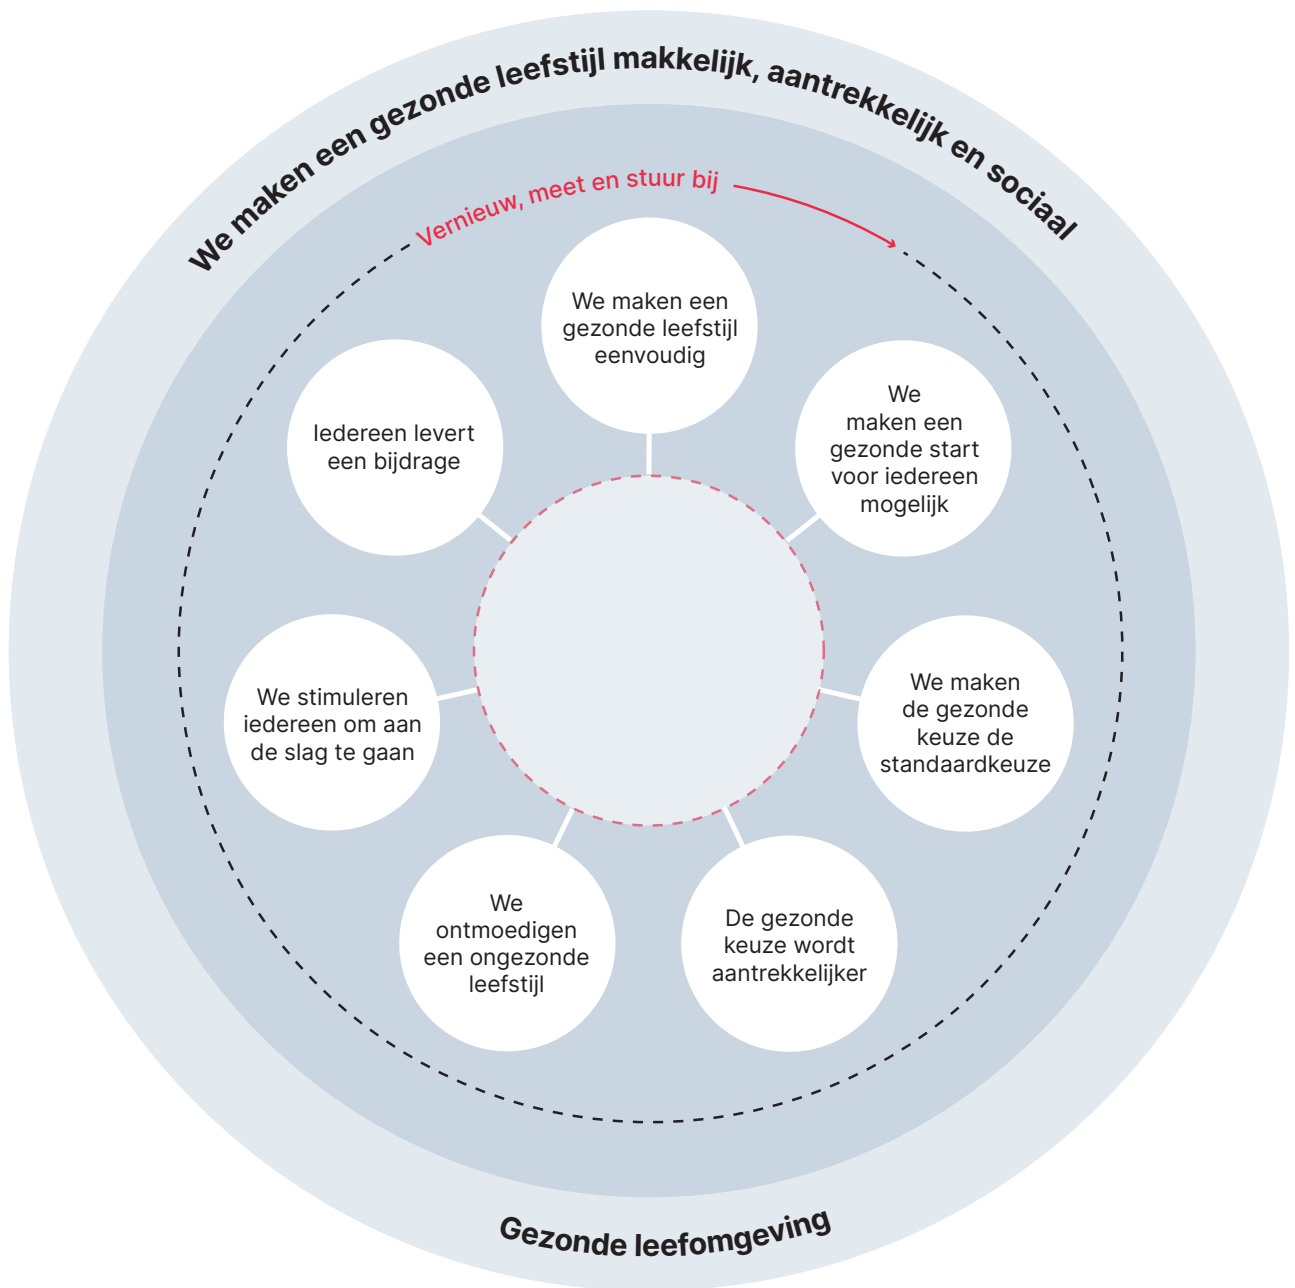 We maken een gezonde leefstijl makkelijk, aantrekkelijk en sociaal
Vernieuw, meet en stuur bij
We maken een
gezonde leefstijl
eenvoudig
We
maken een
gezonde start
voor iedereen
mogelijk
We maken
de gezonde
keuze de
standaardkeuze
De gezonde
keuze wordt
aantrekkelijker
We
ontmoedigen
een ongezonde
leefstijl
We stimuleren
iedereen om aan
de slag te gaan
Iedereen levert
een bijdrage
Gezonde leefomgeving